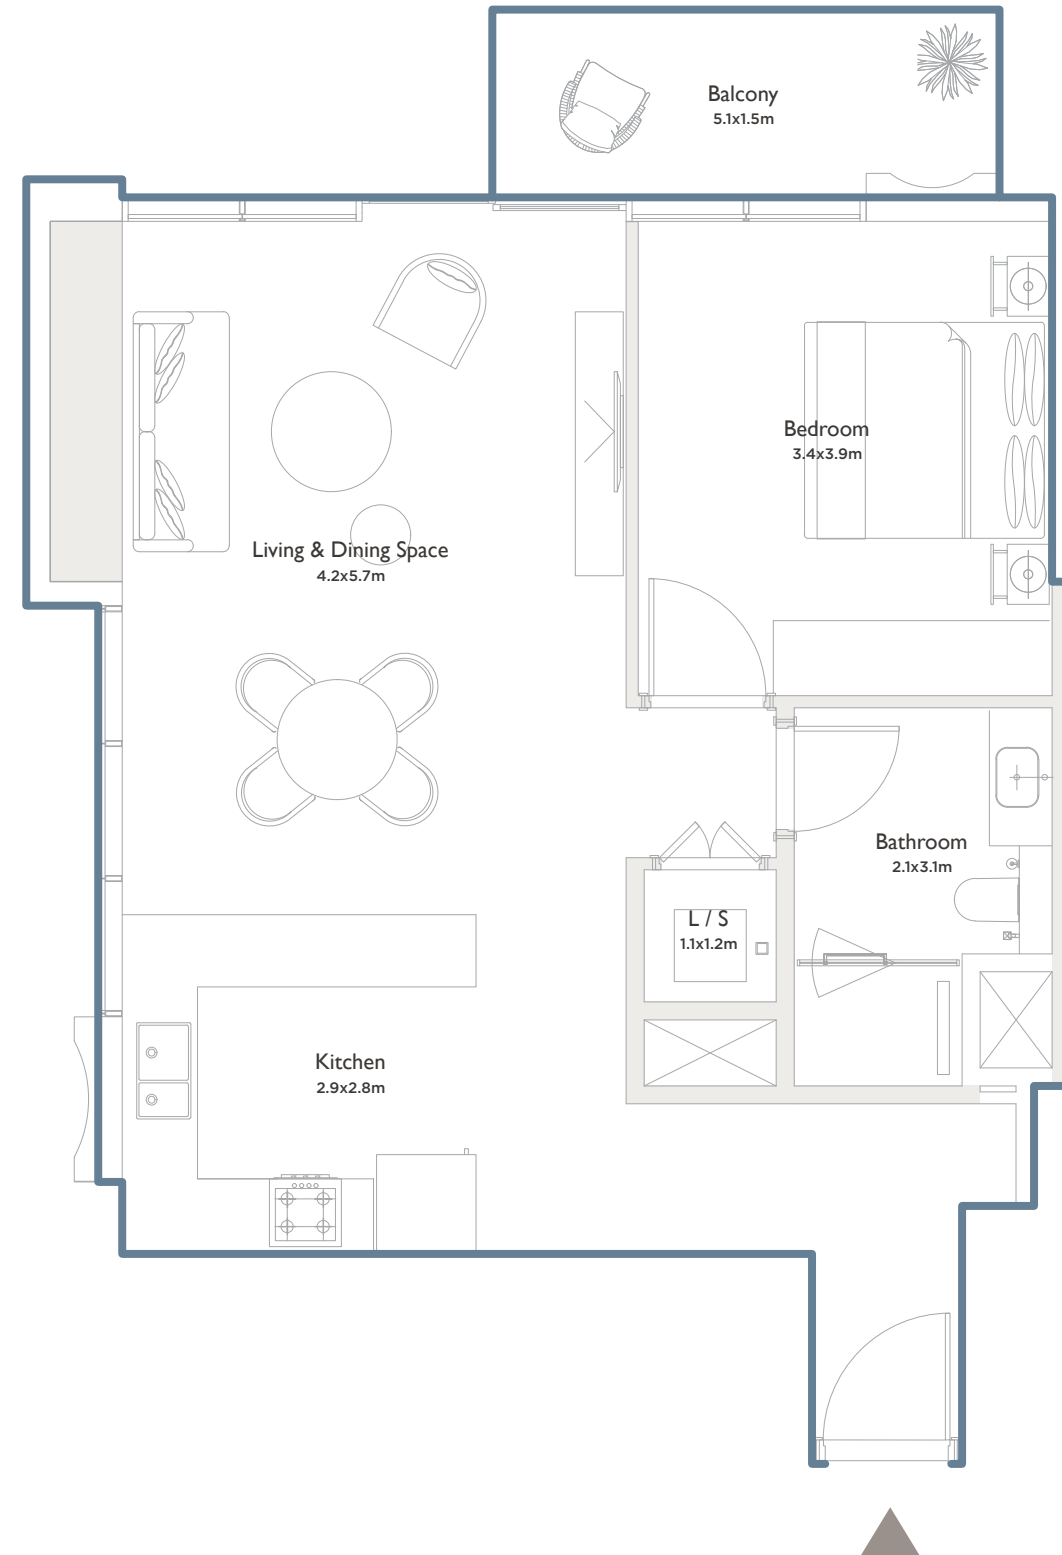 Balcony
5.1x1.5m
Bedroom
3.4x3.9m
Living & Dining Space
4.2x5.7m
Bathroom
2.1x3.1m
L / S
1.1x1.2m
Kitchen
2.9x2.8m